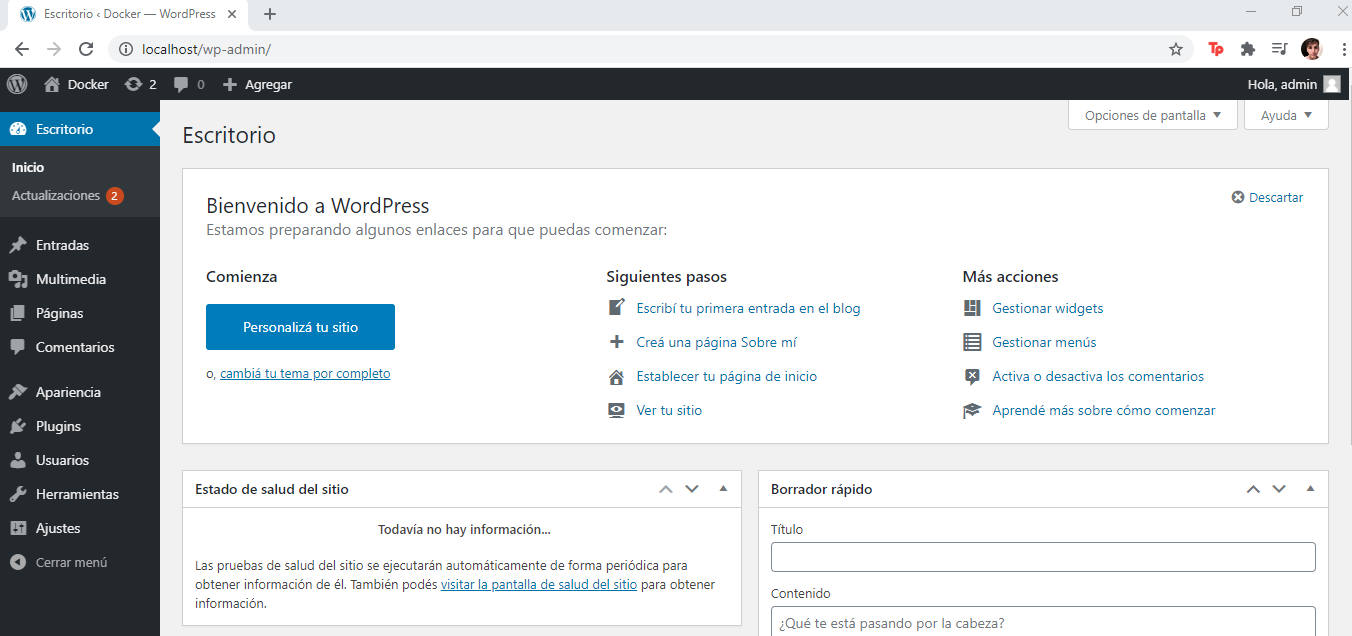 Escritorio ‹ Docker — WordPress
localhost/wp-admin/
Tp
Docker 2 0 Agregar
Hola, admin
Escritorio
Inicio
Actualizaciones 2
Entradas
Multimedia
Páginas
Comentarios
Apariencia
Plugins
Usuarios
Herramientas
Ajustes
Cerrar menú
Opciones de pantalla
Ayuda
Escritorio
Bienvenido a WordPress
Estamos preparando algunos enlaces para que puedas comenzar:
Descartar
Comienza
Personalizá tu sitio
o, cambiá tu tema por completo
Siguientes pasos
Escribí tu primera entrada en el blog
Creá una página Sobre mí
Establecer tu página de inicio
Ver tu sitio
Más acciones
Gestionar widgets
Gestionar menús
Activa o desactiva los comentarios
Aprendé más sobre cómo comenzar
Estado de salud del sitio
Todavía no hay información...
Las pruebas de salud del sitio se ejecutarán automáticamente de forma periódica para
obtener información de él. También podés visitar la pantalla de salud del sitio para obtener
información.
Borrador rápido
Título
Contenido
¿Qué te está pasando por la cabeza?